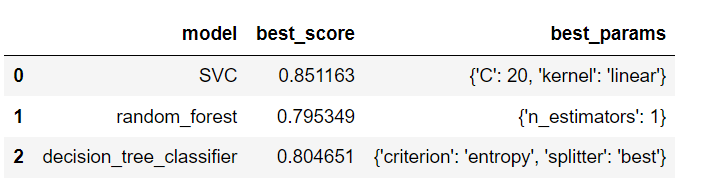 model best_score best_params
0 SVC 0.851163 {'C': 20, 'kernel': 'linear'}
1 random_forest 0.795349 {'n_estimators': 1}
2 decision_tree_classifier 0.804651 {'criterion': 'entropy', 'splitter': 'best'}